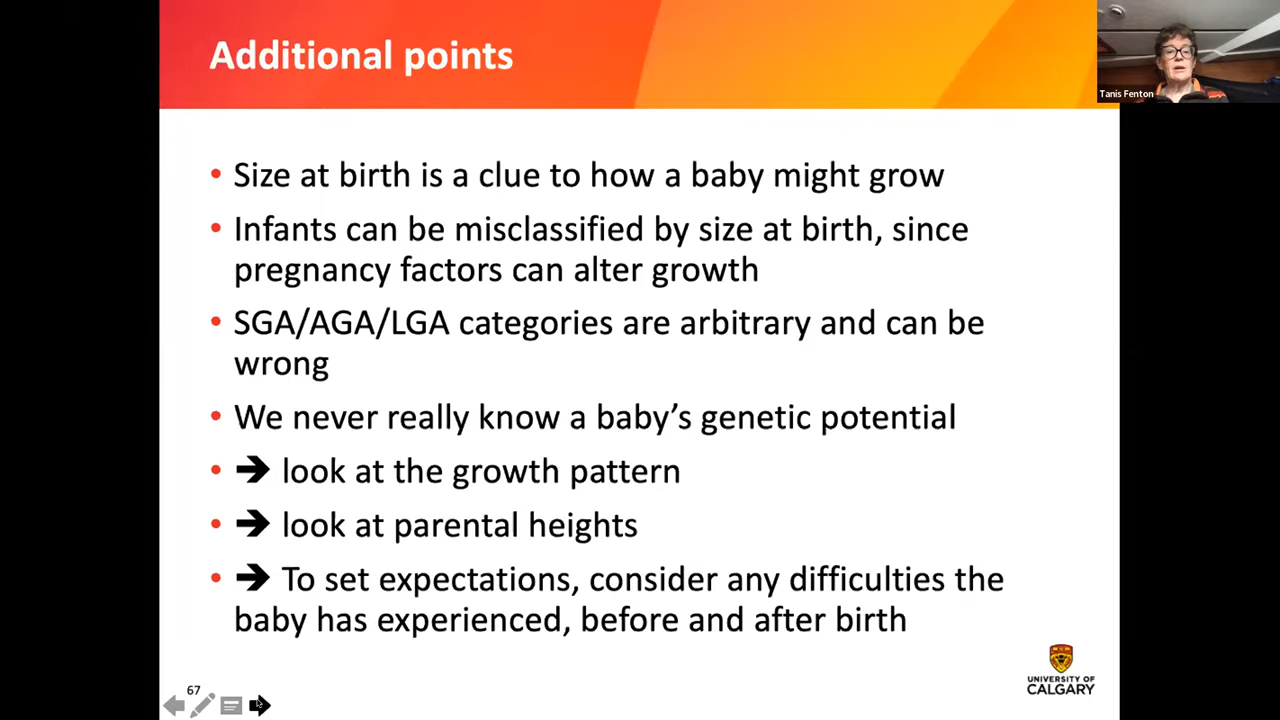 Additional points
Tanis Fenton
• Size at birth is a clue to how a baby might grow
• Infants can be misclassified by size at birth, since
pregnancy factors can alter growth
• SGA/AGA/LGA categories are arbitrary and can be
wrong
• We never really know a baby’s genetic potential
• ➔ look at the growth pattern
• ➔ look at parental heights
• ➔ To set expectations, consider any difficulties the
baby has experienced, before and after birth
67
UNIVERSITY OF
CALGARY